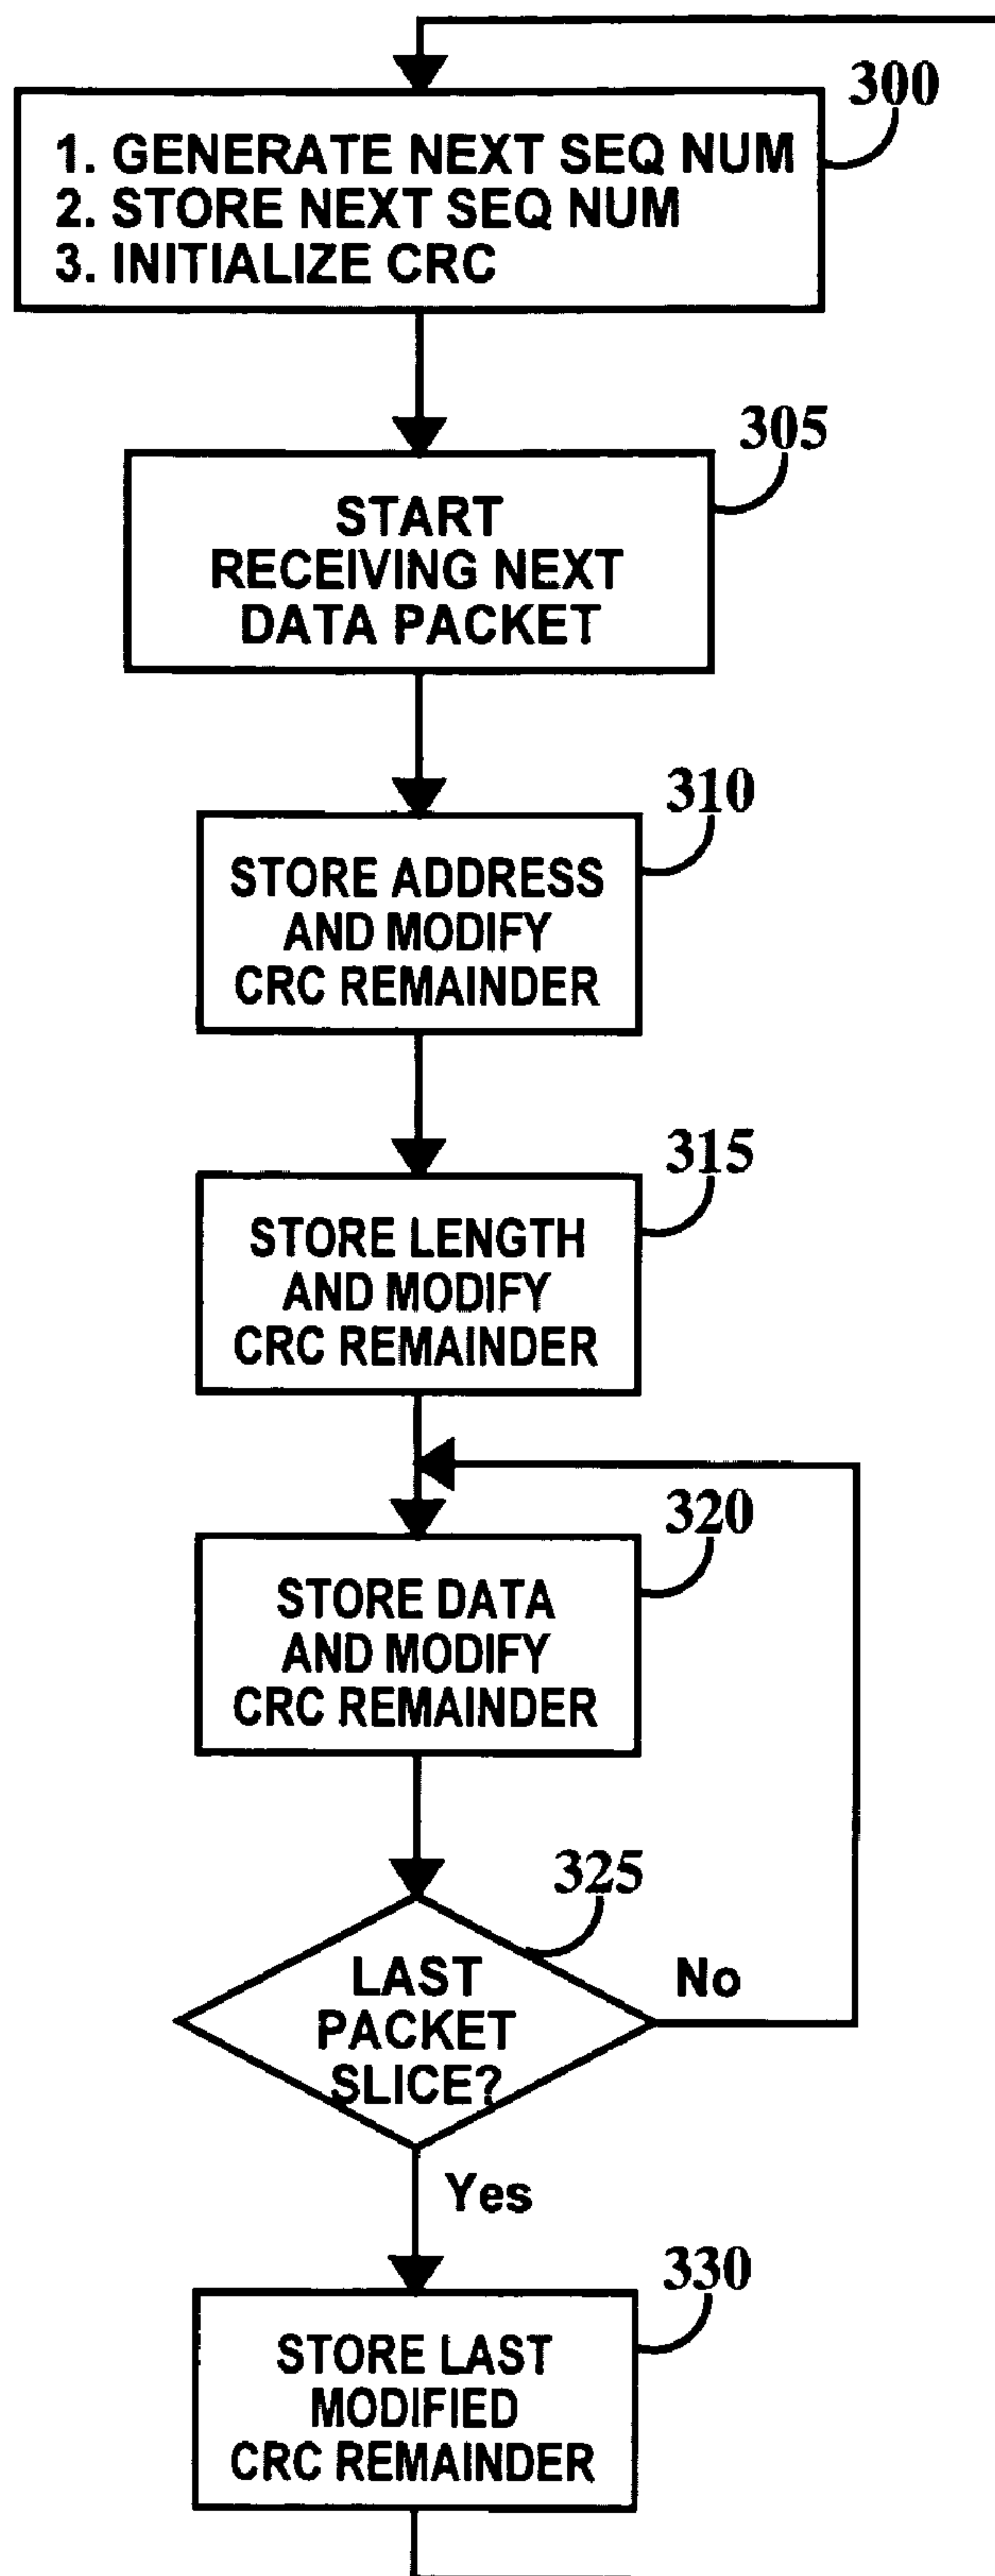 300
1. GENERATE NEXT SEQ NUM
2. STORE NEXT SEQ NUM
3. INITIALIZE CRC
305
START
RECEIVING NEXT
DATA PACKET
310
STORE ADDRESS
AND MODIFY
CRC REMAINDER
315
STORE LENGTH
AND MODIFY
CRC REMAINDER
320
STORE DATA
AND MODIFY
CRC REMAINDER
325
LAST
PACKET
SLICE?
No
Yes
330
STORE LAST
MODIFIED
CRC REMAINDER